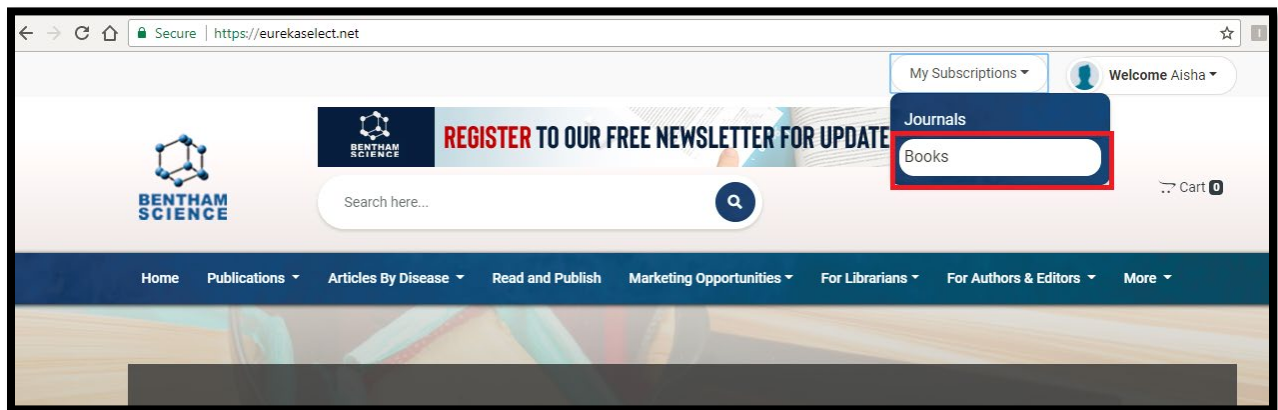 Secure | https://eurekaselect.net
My Subscriptions
Welcome Aisha
Journals
Books
BENTHAM
SCIENCE
REGISTER TO OUR FREE NEWSLETTER FOR UPDATE
BENTHAM
SCIENCE
Search here...
Cart 0
Home Publications Articles By Disease Read and Publish Marketing Opportunities For Librarians For Authors & Editors More